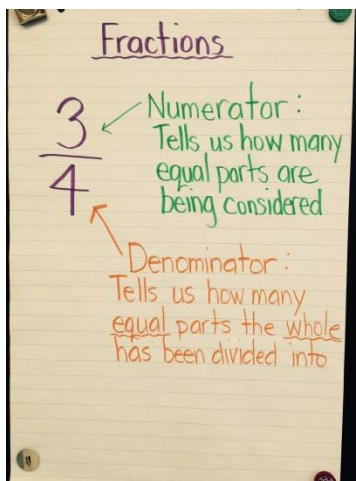 Fractions
3
4
Numerator:
Tells us how many
equal parts are
being considered
Denominator:
Tells us how many
equal parts the whole
has been divided into